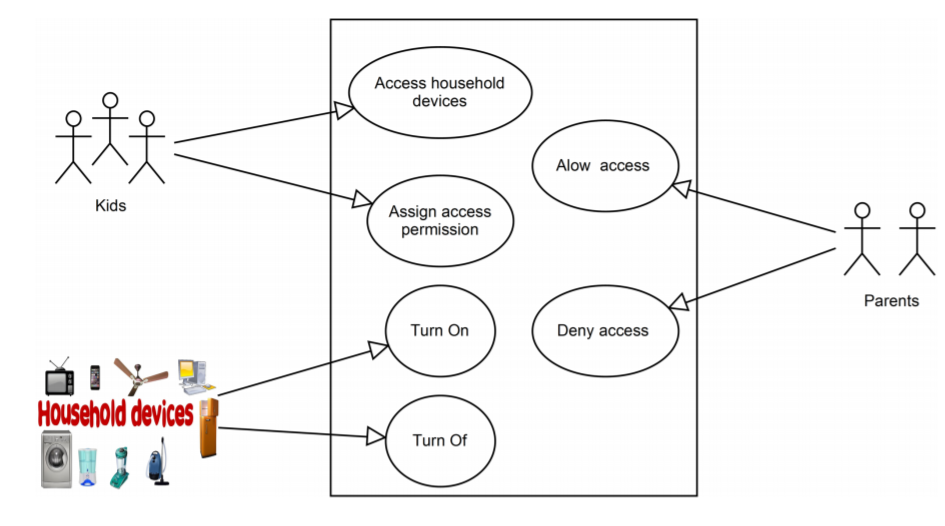 Access household
devices
Alow access
Kids
Assign access
permission
Parents
Turn On
Deny access
Household devices
Turn Of